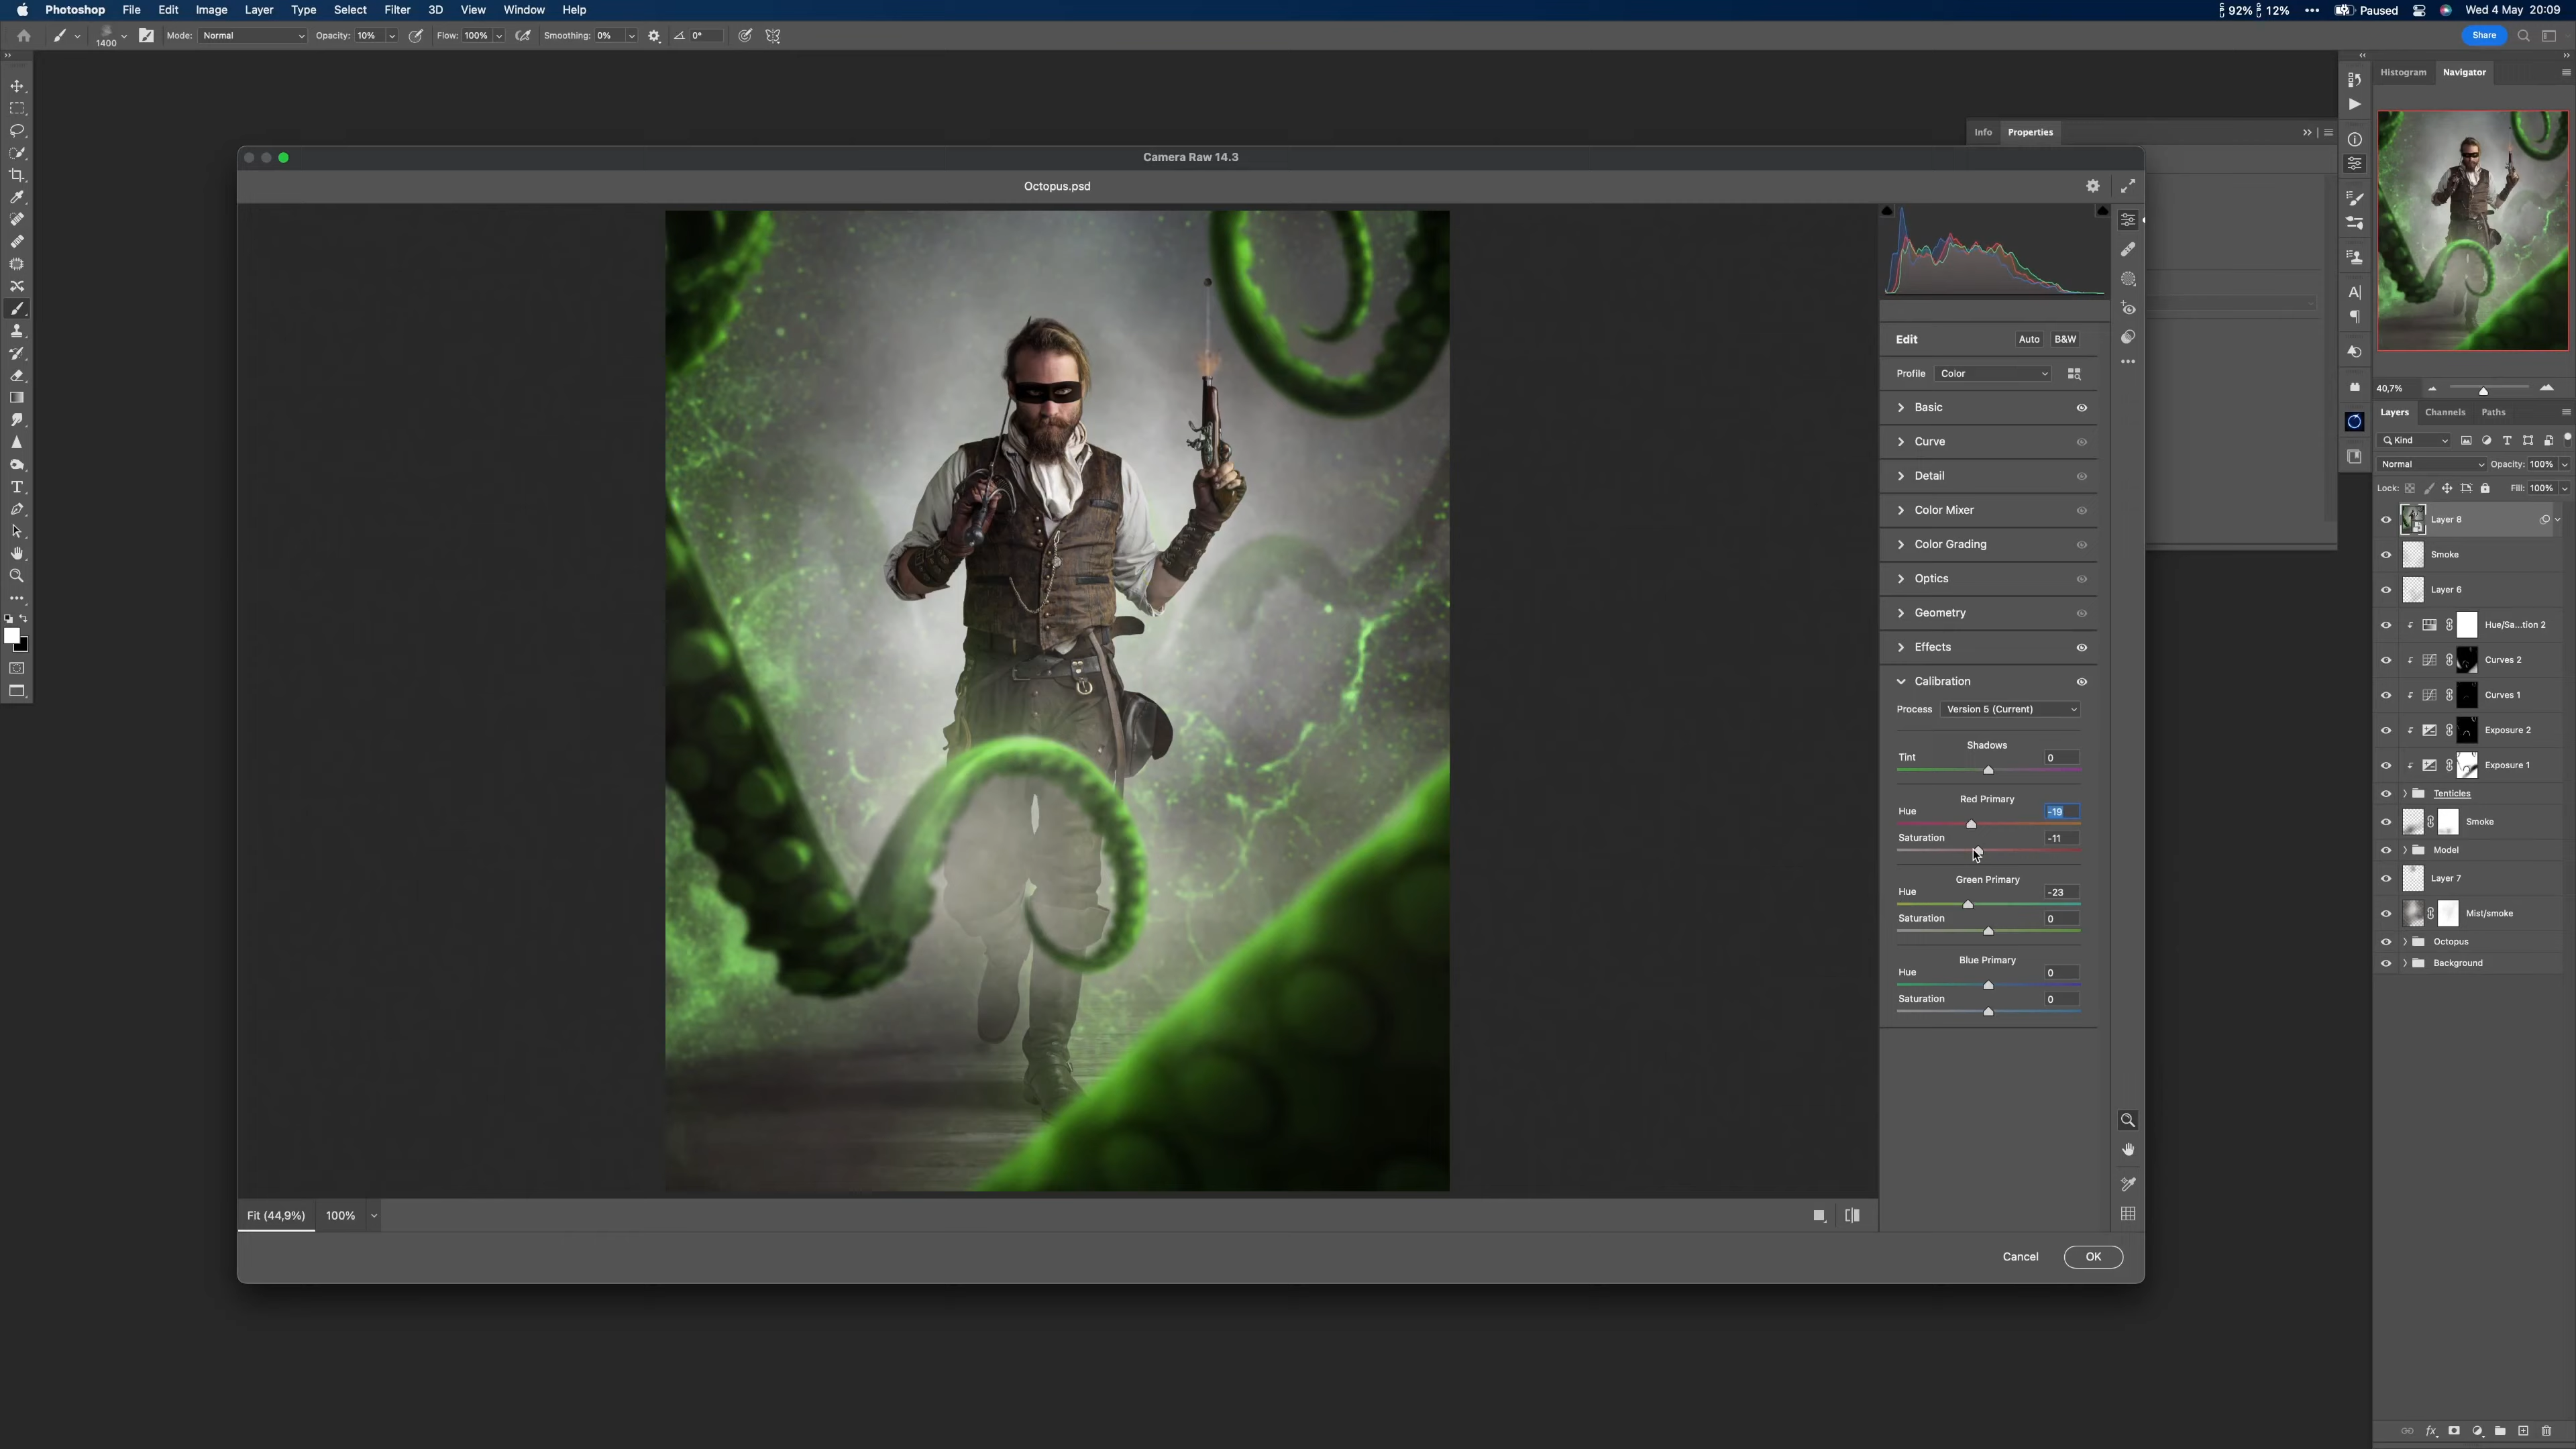 Photoshop File Edit Image Layer Type Select Filter 3D View Window Help
92% 12% Paused Wed 4 May 20:09
1400 Mode: Normal Opacity: 10% Flow: 100% Smoothing: 0% 0° Share
Histogram Navigator
Info Properties
Camera Raw 14.3
Octopus.psd
Edit Auto B&W
Profile Color
Basic
Curve
Detail
Color Mixer
Color Grading
Optics
Geometry
Effects
Calibration
Process Version 5 (Current)
Shadows
Tint 0
Red Primary
Hue -19
Saturation -11
Green Primary
Hue -23
Saturation 0
Blue Primary
Hue 0
Saturation 0
Fit (44,9%) 100%
Cancel OK
40,7%
Layers Channels Paths
Kind
Normal Opacity: 100%
Lock: Fill: 100%
Layer 8
Smoke
Layer 6
Hue/Sa...tion 2
Curves 2
Curves 1
Exposure 2
Exposure 1
Tenticles
Smoke
Model
Layer 7
Mist/smoke
Octopus
Background